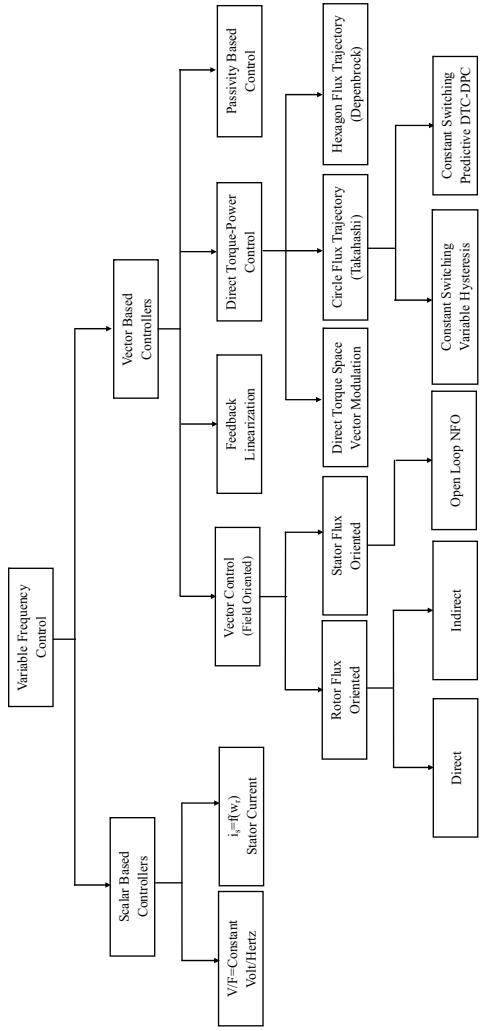 Variable Frequency
Control
Scalar Based
Controllers
Vector Based
Controllers
V/F=Constant
Volt/Hertz
i_s=f(w_r)
Stator Current
Vector Control
(Field Oriented)
Feedback
Linearization
Direct Torque-Power
Control
Passivity Based
Control
Rotor Flux
Oriented
Stator Flux
Oriented
Direct Torque Space
Vector Modulation
Circle Flux Trajectory
(Takahashi)
Hexagon Flux Trajectory
(Depenbrock)
Direct
Indirect
Open Loop NFO
Constant Switching
Variable Hysteresis
Constant Switching
Predictive DTC-DPC